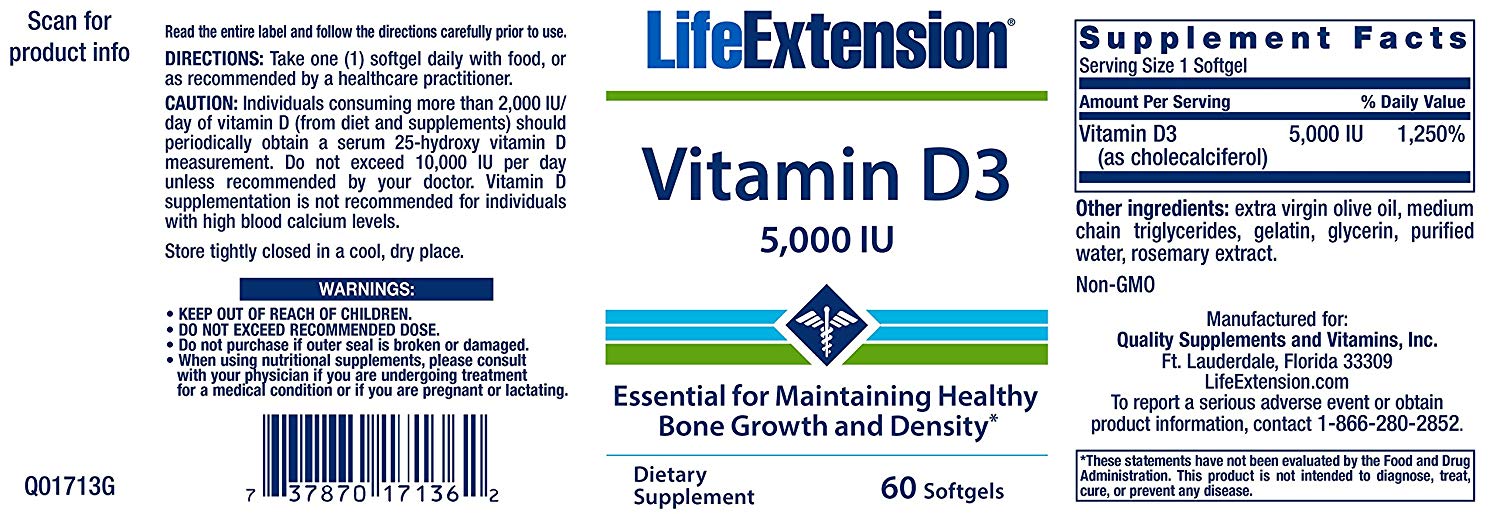 Scan for
product info
Q01713G
Read the entire label and follow the directions carefully prior to use.
DIRECTIONS: Take one (1) softgel daily with food, or
as recommended by a healthcare practitioner.
CAUTION: Individuals consuming more than 2,000 IU/
day of vitamin D (from diet and supplements) should
periodically obtain a serum 25-hydroxy vitamin D
measurement. Do not exceed 10,000 IU per day
unless recommended by your doctor. Vitamin D
supplementation is not recommended for individuals
with high blood calcium levels.
Store tightly closed in a cool, dry place.
WARNINGS:
• KEEP OUT OF REACH OF CHILDREN.
• DO NOT EXCEED RECOMMENDED DOSE.
• Do not purchase if outer seal is broken or damaged.
• When using nutritional supplements, please consult
with your physician if you are undergoing treatment
for a medical condition or if you are pregnant or lactating.
7 37870 17136 2
LifeExtension®
Vitamin D3
5,000 IU
Essential for Maintaining Healthy
Bone Growth and Density*
Dietary
Supplement
60 Softgels
Supplement Facts
Serving Size 1 Softgel
Amount Per Serving % Daily Value
Vitamin D3 5,000 IU 1,250%
(as cholecalciferol)
Other ingredients: extra virgin olive oil, medium
chain triglycerides, gelatin, glycerin, purified
water, rosemary extract.
Non-GMO
Manufactured for:
Quality Supplements and Vitamins, Inc.
Ft. Lauderdale, Florida 33309
LifeExtension.com
To report a serious adverse event or obtain
product information, contact 1-866-280-2852.
*These statements have not been evaluated by the Food and Drug
Administration. This product is not intended to diagnose, treat,
cure, or prevent any disease.